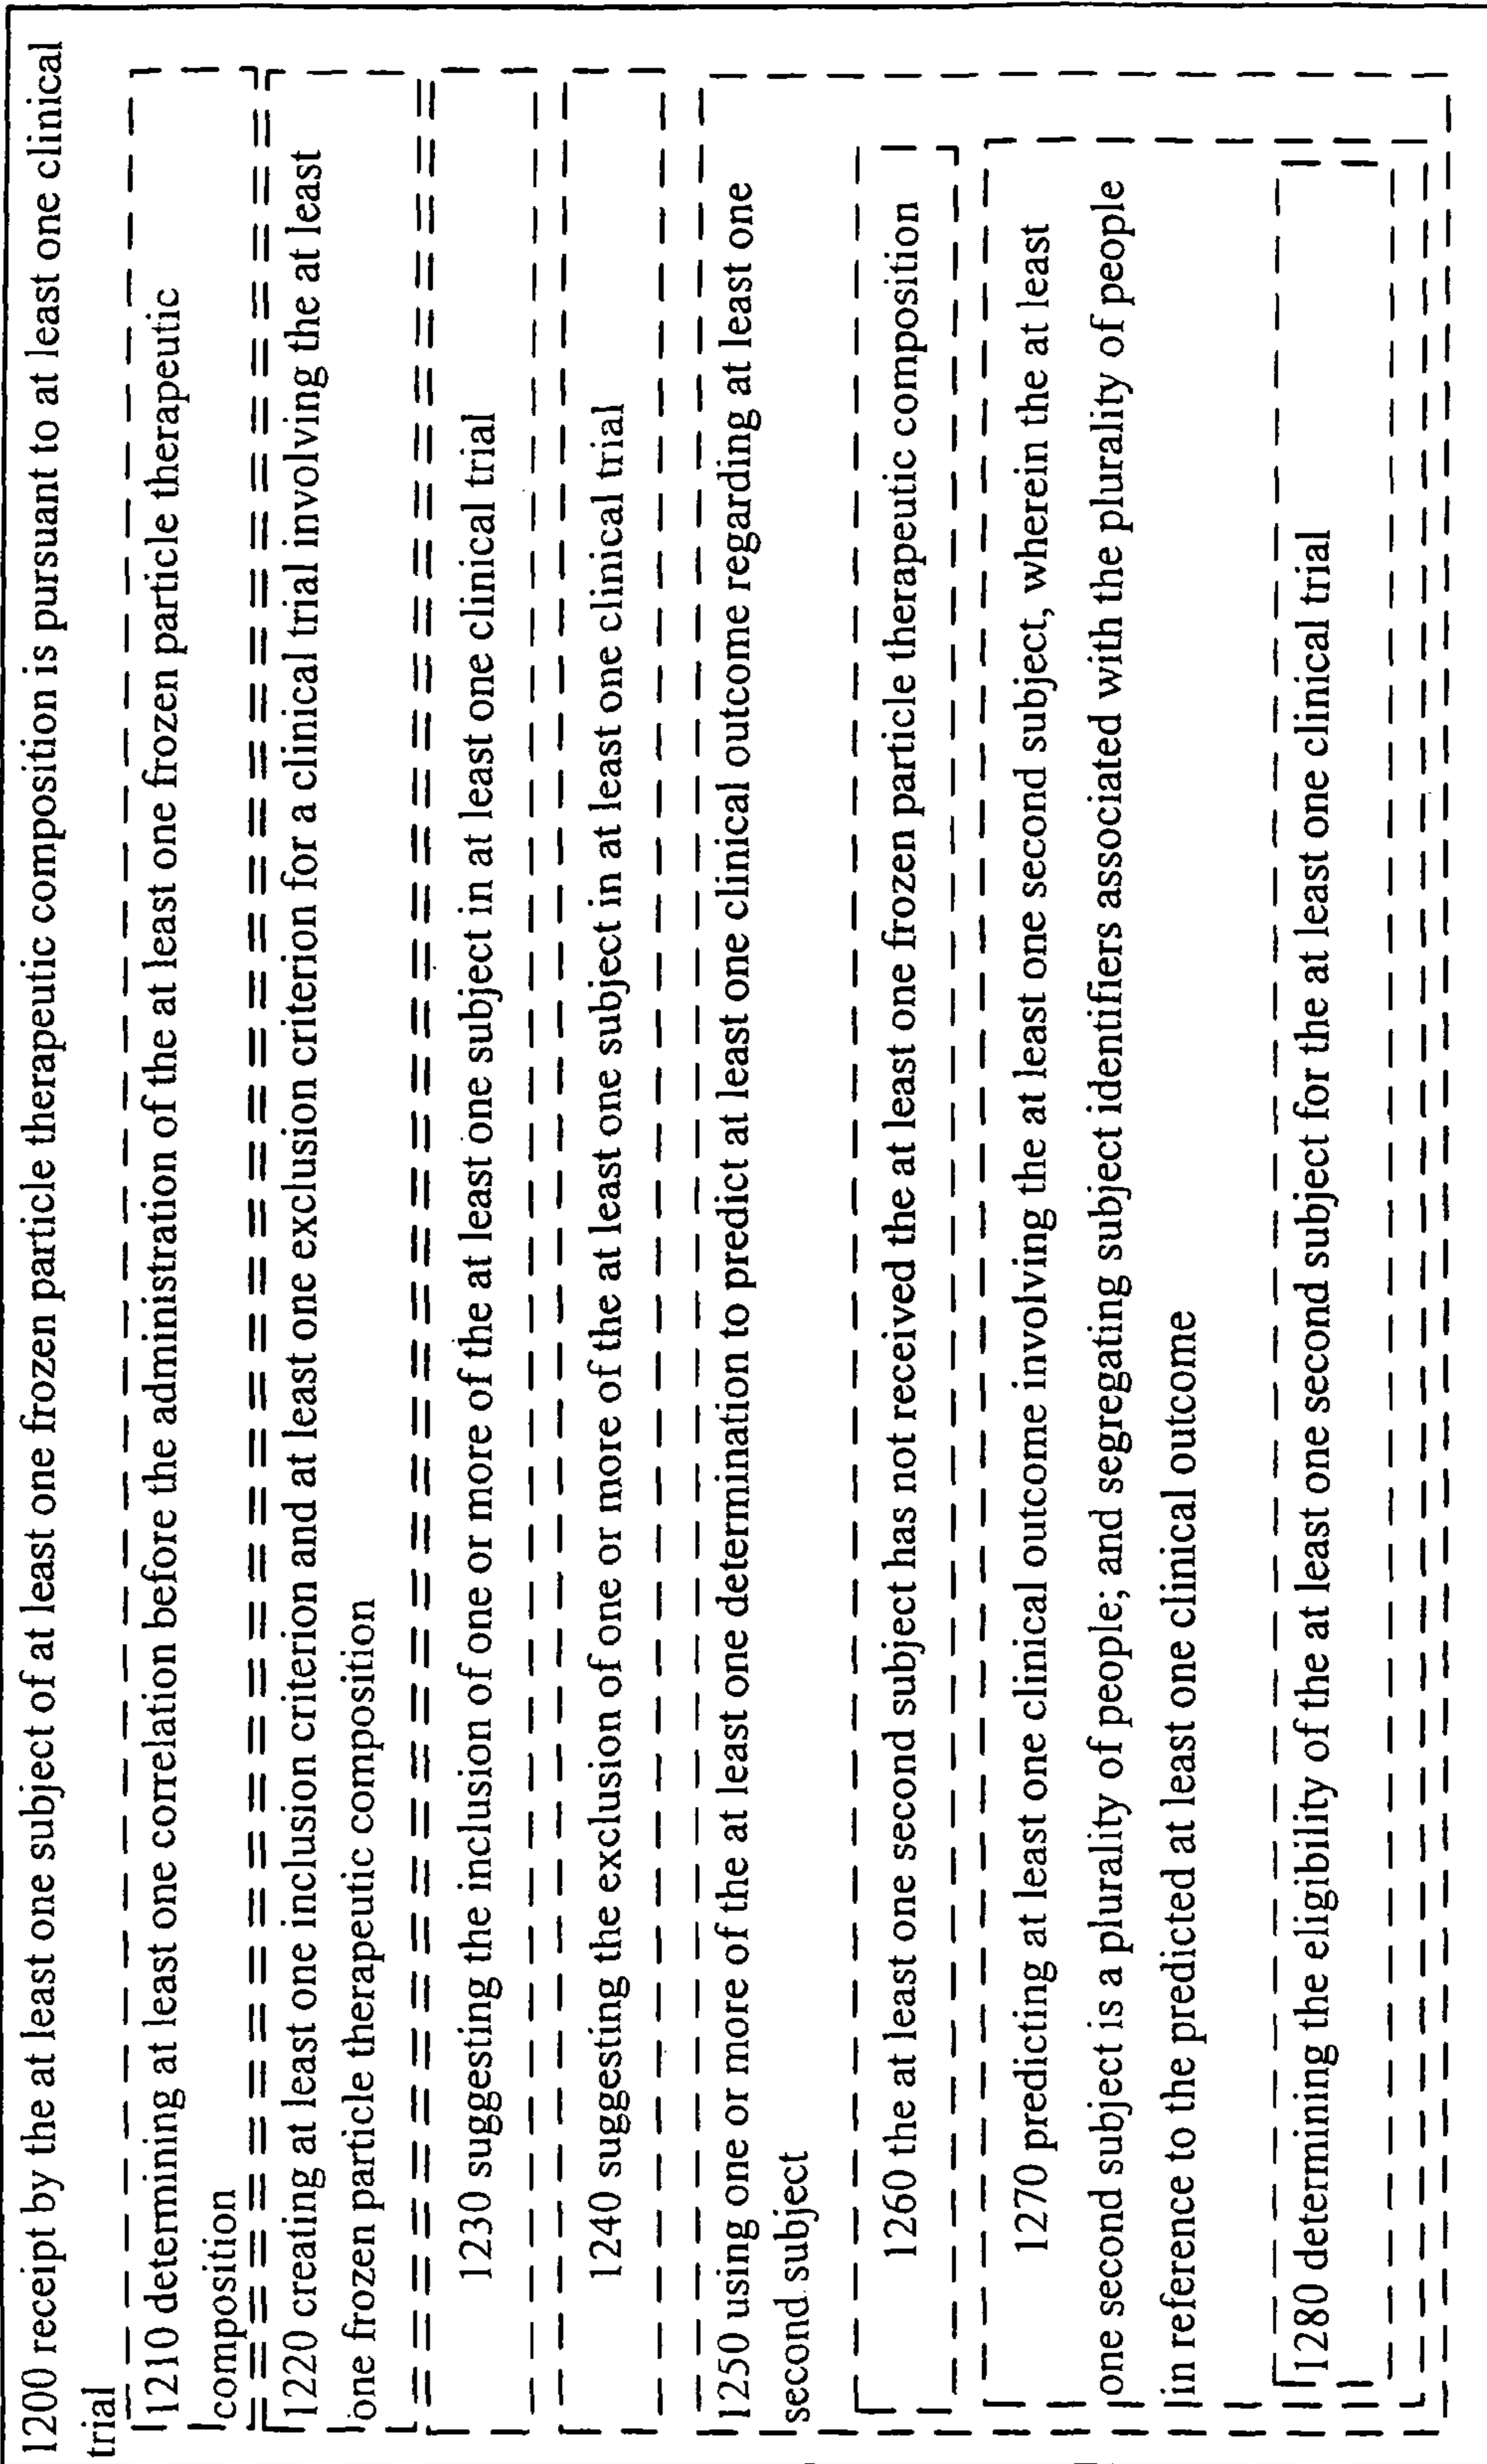 1200 receipt by the at least one subject of at least one frozen particle therapeutic composition is pursuant to at least one clinical
trial
1210 determining at least one correlation before the administration of the at least one frozen particle therapeutic
composition
1220 creating at least one inclusion criterion and at least one exclusion criterion for a clinical trial involving the at least
one frozen particle therapeutic composition
1230 suggesting the inclusion of one or more of the at least one subject in at least one clinical trial
1240 suggesting the exclusion of one or more of the at least one subject in at least one clinical trial
1250 using one or more of the at least one determination to predict at least one clinical outcome regarding at least one
second subject
1260 the at least one second subject has not received the at least one frozen particle therapeutic composition
1270 predicting at least one clinical outcome involving the at least one second subject, wherein the at least
one second subject is a plurality of people; and segregating subject identifiers associated with the plurality of people
in reference to the predicted at least one clinical outcome
1280 determining the eligibility of the at least one second subject for the at least one clinical trial